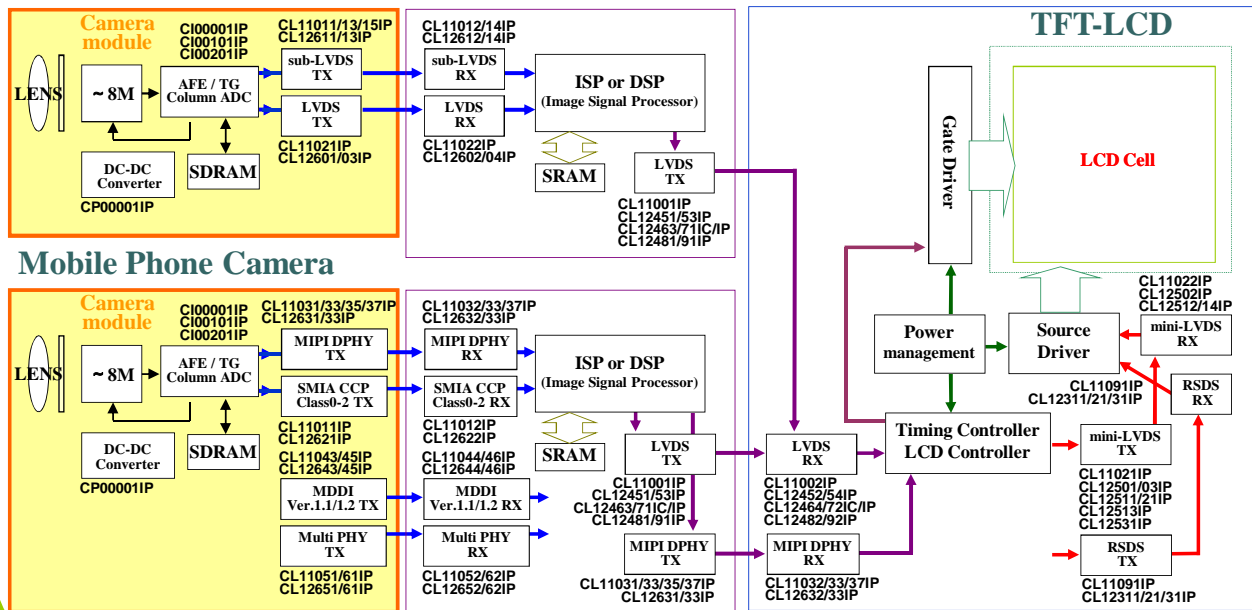 Camera
module
CI00001IP
CI00101IP
CI00201IP
CL11011/13/15IP
CL12611/13IP
LENS
~ 8M
AFE / TG
Column ADC
sub-LVDS
TX
LVDS
TX
CL11021IP
CL12601/03IP
DC-DC
Converter
CP00001IP
SDRAM
CL11012/14IP
CL12612/14IP
sub-LVDS
RX
LVDS
RX
CL11022IP
CL12602/04IP
ISP or DSP
(Image Signal Processor)
SRAM
LVDS
TX
CL11001IP
CL12451/53IP
CL12463/71IC/IP
CL12481/91IP
Mobile Phone Camera
Camera
module
CI00001IP
CI00101IP
CI00201IP
CL11031/33/35/37IP
CL12631/33IP
LENS
~ 8M
AFE / TG
Column ADC
MIPI DPHY
TX
SMIA CCP
Class0-2 TX
CL11011IP
CL12621IP
DC-DC
Converter
CP00001IP
SDRAM
CL11043/45IP
CL12643/45IP
MDDI
Ver.1.1/1.2 TX
Multi PHY
TX
CL11051/61IP
CL12651/61IP
CL11032/33/37IP
CL12632/33IP
MIPI DPHY
RX
SMIA CCP
Class0-2 RX
CL11012IP
CL12622IP
CL11044/46IP
CL12644/46IP
MDDI
Ver.1.1/1.2 RX
Multi PHY
RX
CL11052/62IP
CL12652/62IP
ISP or DSP
(Image Signal Processor)
SRAM
LVDS
TX
CL11001IP
CL12451/53IP
CL12463/71IC/IP
CL12481/91IP
MIPI DPHY
TX
CL11031/33/35/37IP
CL12631/33IP
TFT-LCD
Gate Driver
LCD Cell
Power
management
Source
Driver
CL11022IP
CL12502IP
CL12512/14IP
mini-LVDS
RX
CL11091IP
CL12311/21/31IP
RSDS
RX
LVDS
RX
CL11002IP
CL12452/54IP
CL12464/72IC/IP
CL12482/92IP
Timing Controller
LCD Controller
mini-LVDS
TX
CL11021IP
CL12501/03IP
CL12511/21IP
CL12513IP
CL12531IP
MIPI DPHY
RX
CL11032/33/37IP
CL12632/33IP
RSDS
TX
CL11091IP
CL12311/21/31IP